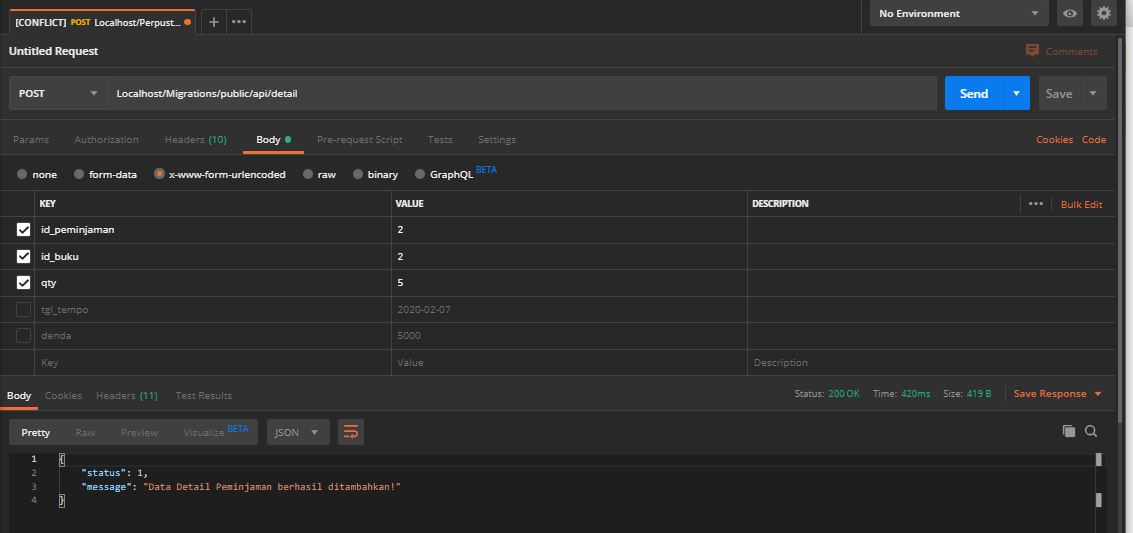 [CONFLICT] POST Localhost/Perpust...
No Environment
Untitled Request
Comments
POST Localhost/Migrations/public/api/detail Send Save
Params Authorization Headers (10) Body Pre-request Script Tests Settings Cookies Code
none form-data x-www-form-urlencoded raw binary GraphQL BETA
KEY VALUE DESCRIPTION ••• Bulk Edit
id_peminjaman 2
id_buku 2
qty 5
tgl_tempo 2020-02-07
denda 5000
Key Value Description
Body Cookies Headers (11) Test Results Status: 200 OK Time: 420ms Size: 419 B Save Response
Pretty Raw Preview Visualize BETA JSON
1 {
2 "status": 1,
3 "message": "Data Detail Peminjaman berhasil ditambahkan!"
4 }